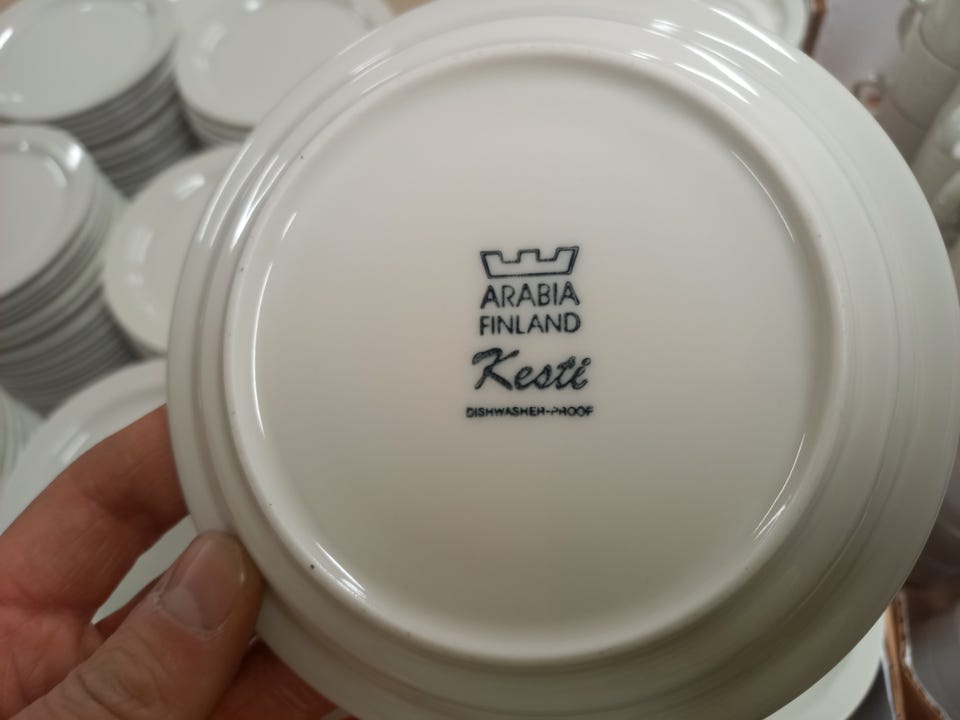 ARABIA
FINLAND
Kesti
DISHWASHER-PROOF